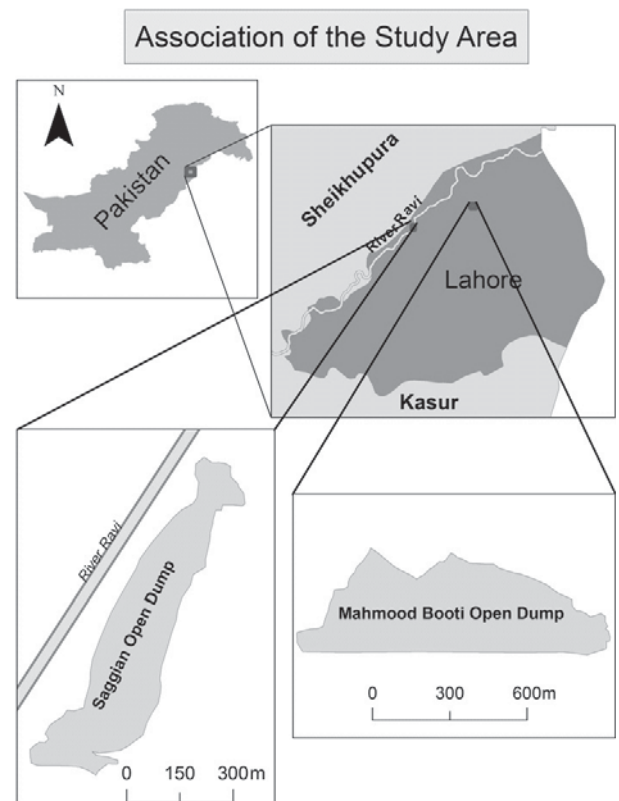 Association of the Study Area
N
Pakistan
Sheikhupura
River Ravi
Lahore
Kasur
River Ravi
Saggian Open Dump
0 150 300m
Mahmood Booti Open Dump
0 300 600m